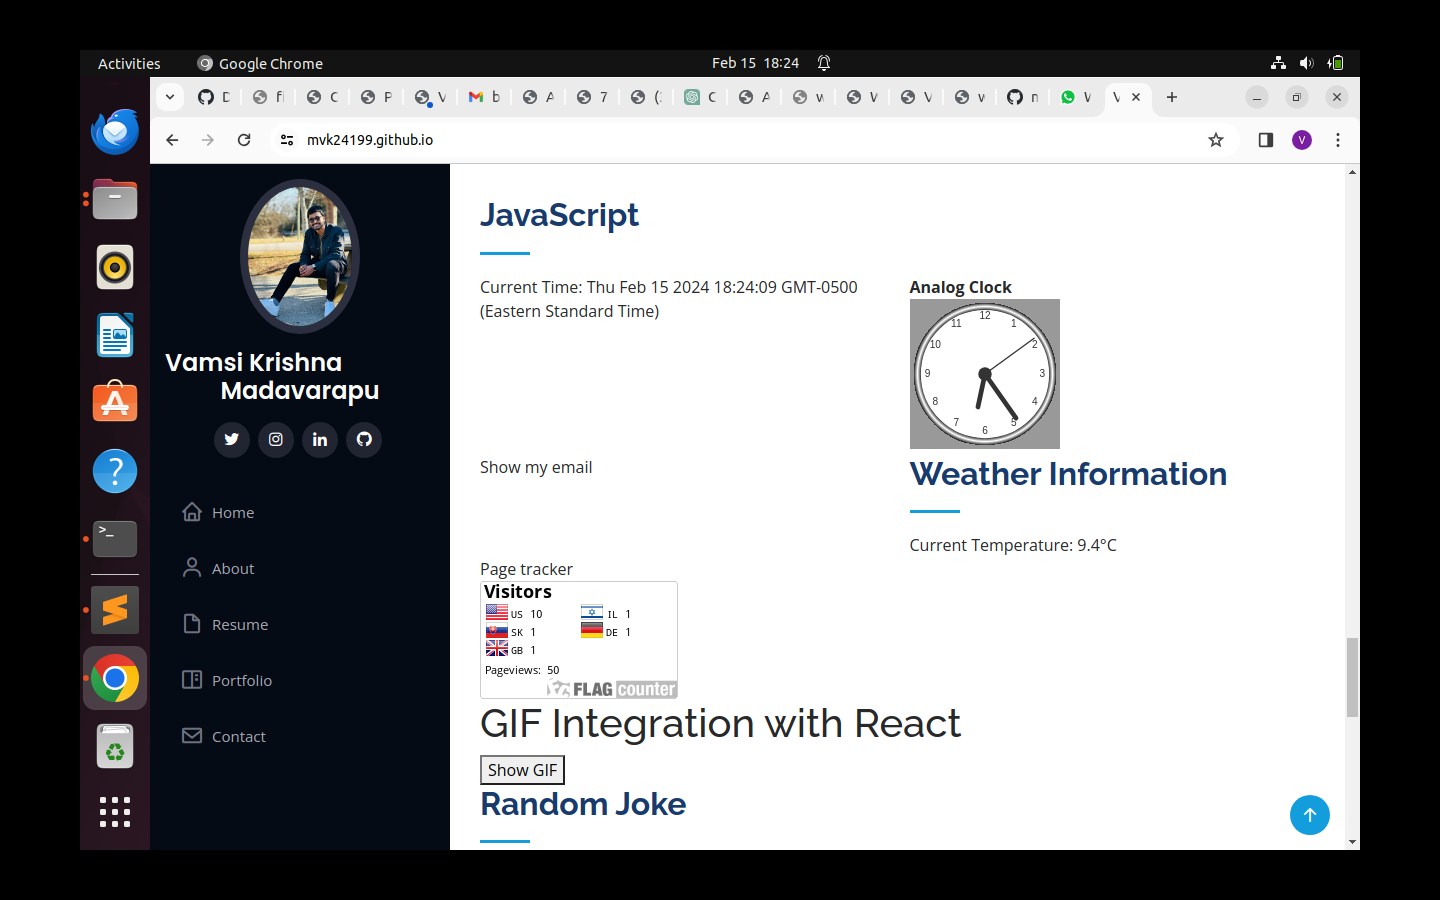 Activities
Google Chrome
Feb 15 18:24
D
fi
C
P
V
b
A
7
(:
C
A
w
V
V
w
n
V
V
mvk24199.github.io
V
Vamsi Krishna
Madavarapu
Home
About
Resume
Portfolio
Contact
JavaScript
Current Time: Thu Feb 15 2024 18:24:09 GMT-0500
(Eastern Standard Time)
Analog Clock
12
1
2
3
4
5
6
7
8
9
10
11
Show my email
Weather Information
Current Temperature: 9.4°C
Page tracker
Visitors
US 10
IL 1
SK 1
DE 1
GB 1
Pageviews: 50
FLAG counter
GIF Integration with React
Show GIF
Random Joke